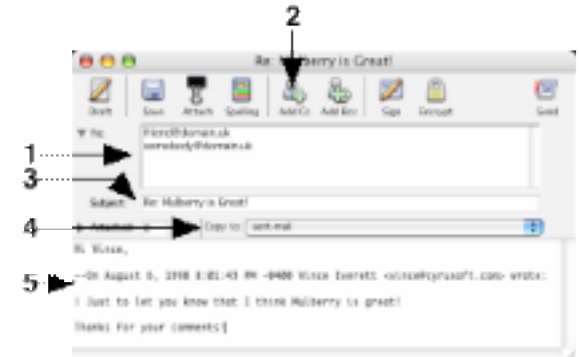 2
Re: Mulberry is Great!
Draft Save Attach Spelling Add Cc Add Bcc Sign Encrypt Send
To: friend@domain.uk
1 somebody@domain.uk
3
Subject: Re: Mulberry is Great!
4 Copy to: sent-mail
Hi Vince,
5 --On August 6, 1998 8:01:43 PM -0400 Vince Everett <vince@cyrusoft.com> wrote:
| Just to let you know that I think Mulberry is great!
Thanks for your comments!